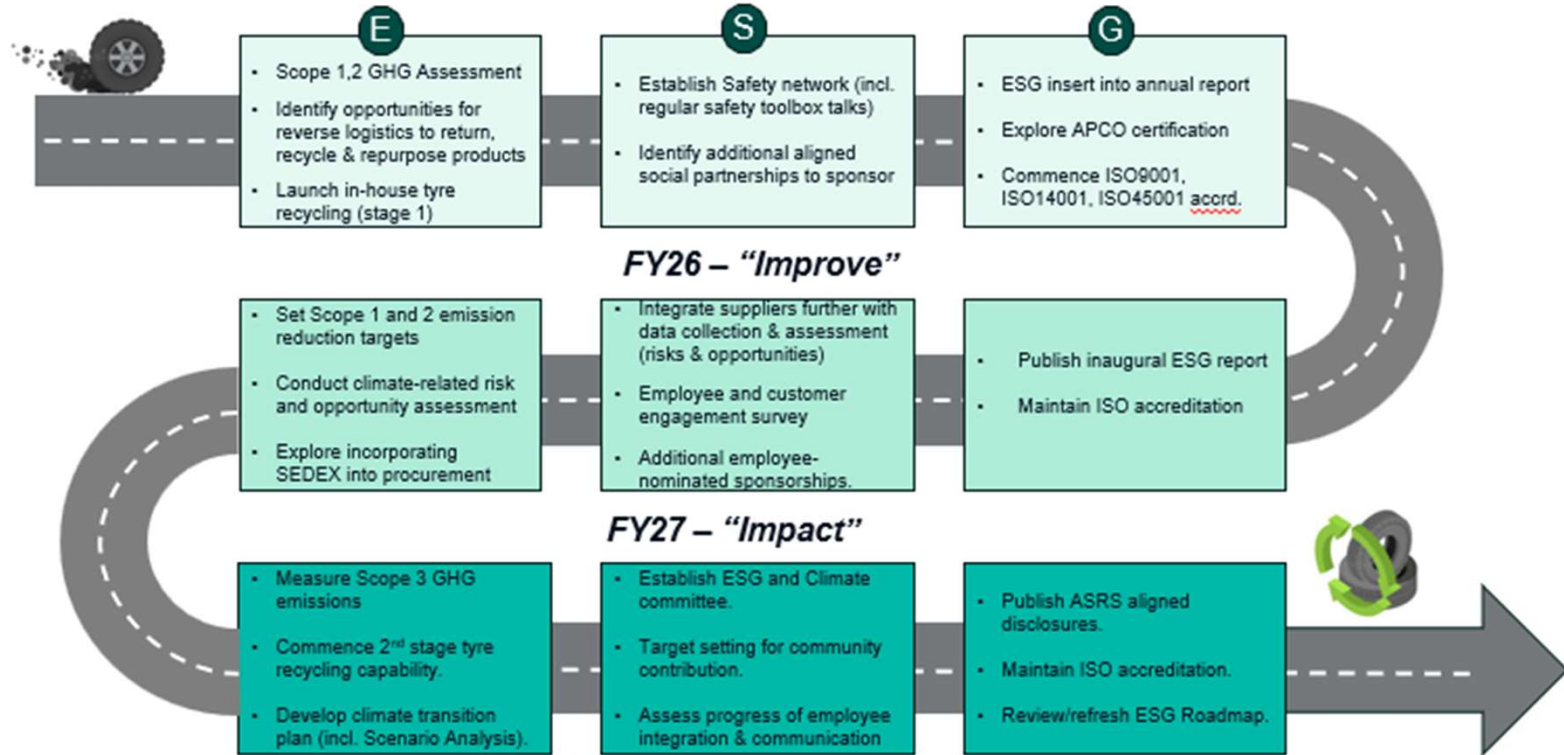 E
▪ Scope 1,2 GHG Assessment
▪ Identify opportunities for
reverse logistics to return,
recycle & repurpose products
▪ Launch in-house tyre
recycling (stage 1)
S
▪ Establish Safety network (incl.
regular safety toolbox talks)
▪ Identify additional aligned
social partnerships to sponsor
G
▪ ESG insert into annual report
▪ Explore APCO certification
▪ Commence ISO9001,
ISO14001, ISO45001 accrd.
FY26 – “Improve”
▪ Set Scope 1 and 2 emission
reduction targets
▪ Conduct climate-related risk
and opportunity assessment
▪ Explore incorporating
SEDEX into procurement
▪ Integrate suppliers further with
data collection & assessment
(risks & opportunities)
▪ Employee and customer
engagement survey
▪ Additional employee-
nominated sponsorships.
▪ Publish inaugural ESG report
▪ Maintain ISO accreditation
FY27 – “Impact”
▪ Measure Scope 3 GHG
emissions
▪ Commence 2nd stage tyre
recycling capability.
▪ Develop climate transition
plan (incl. Scenario Analysis).
▪ Establish ESG and Climate
committee.
▪ Target setting for community
contribution.
▪ Assess progress of employee
integration & communication
▪ Publish ASRS aligned
disclosures.
▪ Maintain ISO accreditation.
▪ Review/refresh ESG Roadmap.